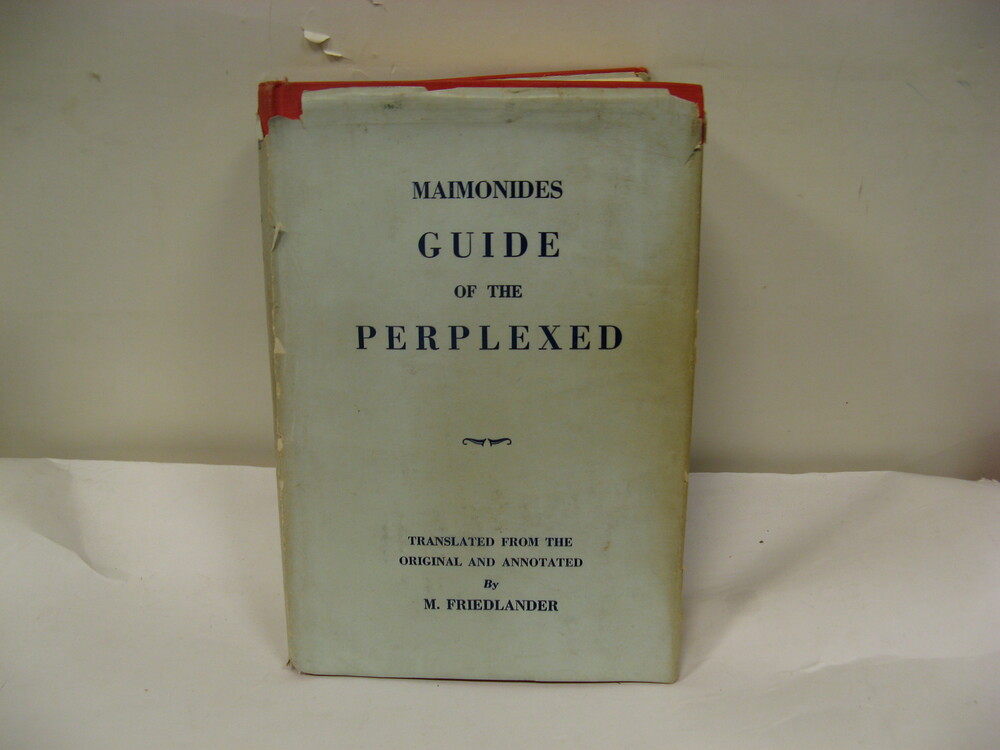 MAIMONIDES
GUIDE
OF THE
PERPLEXED
TRANSLATED FROM THE
ORIGINAL AND ANNOTATED
By
M. FRIEDLANDER